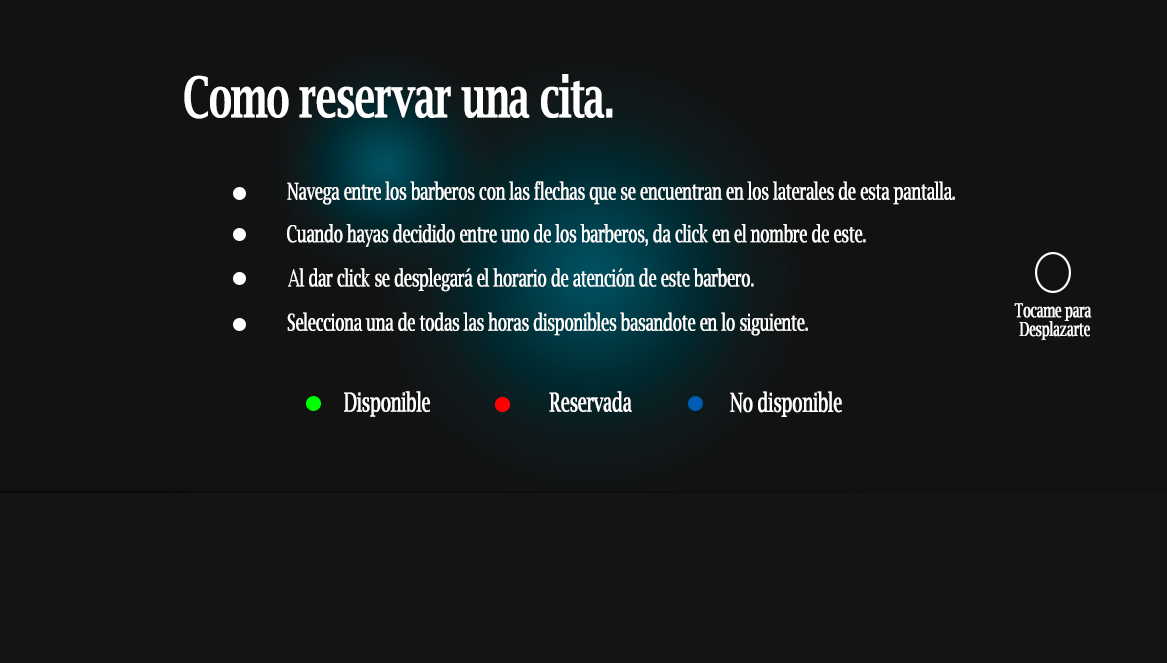 Como reservar una cita.
Navega entre los barberos con las flechas que se encuentran en los laterales de esta pantalla.
Cuando hayas decidido entre uno de los barberos, da click en el nombre de este.
Al dar click se desplegará el horario de atención de este barbero.
Selecciona una de todas las horas disponibles basandote en lo siguiente.
Tocame para
Desplazarte
Disponible Reservada No disponible